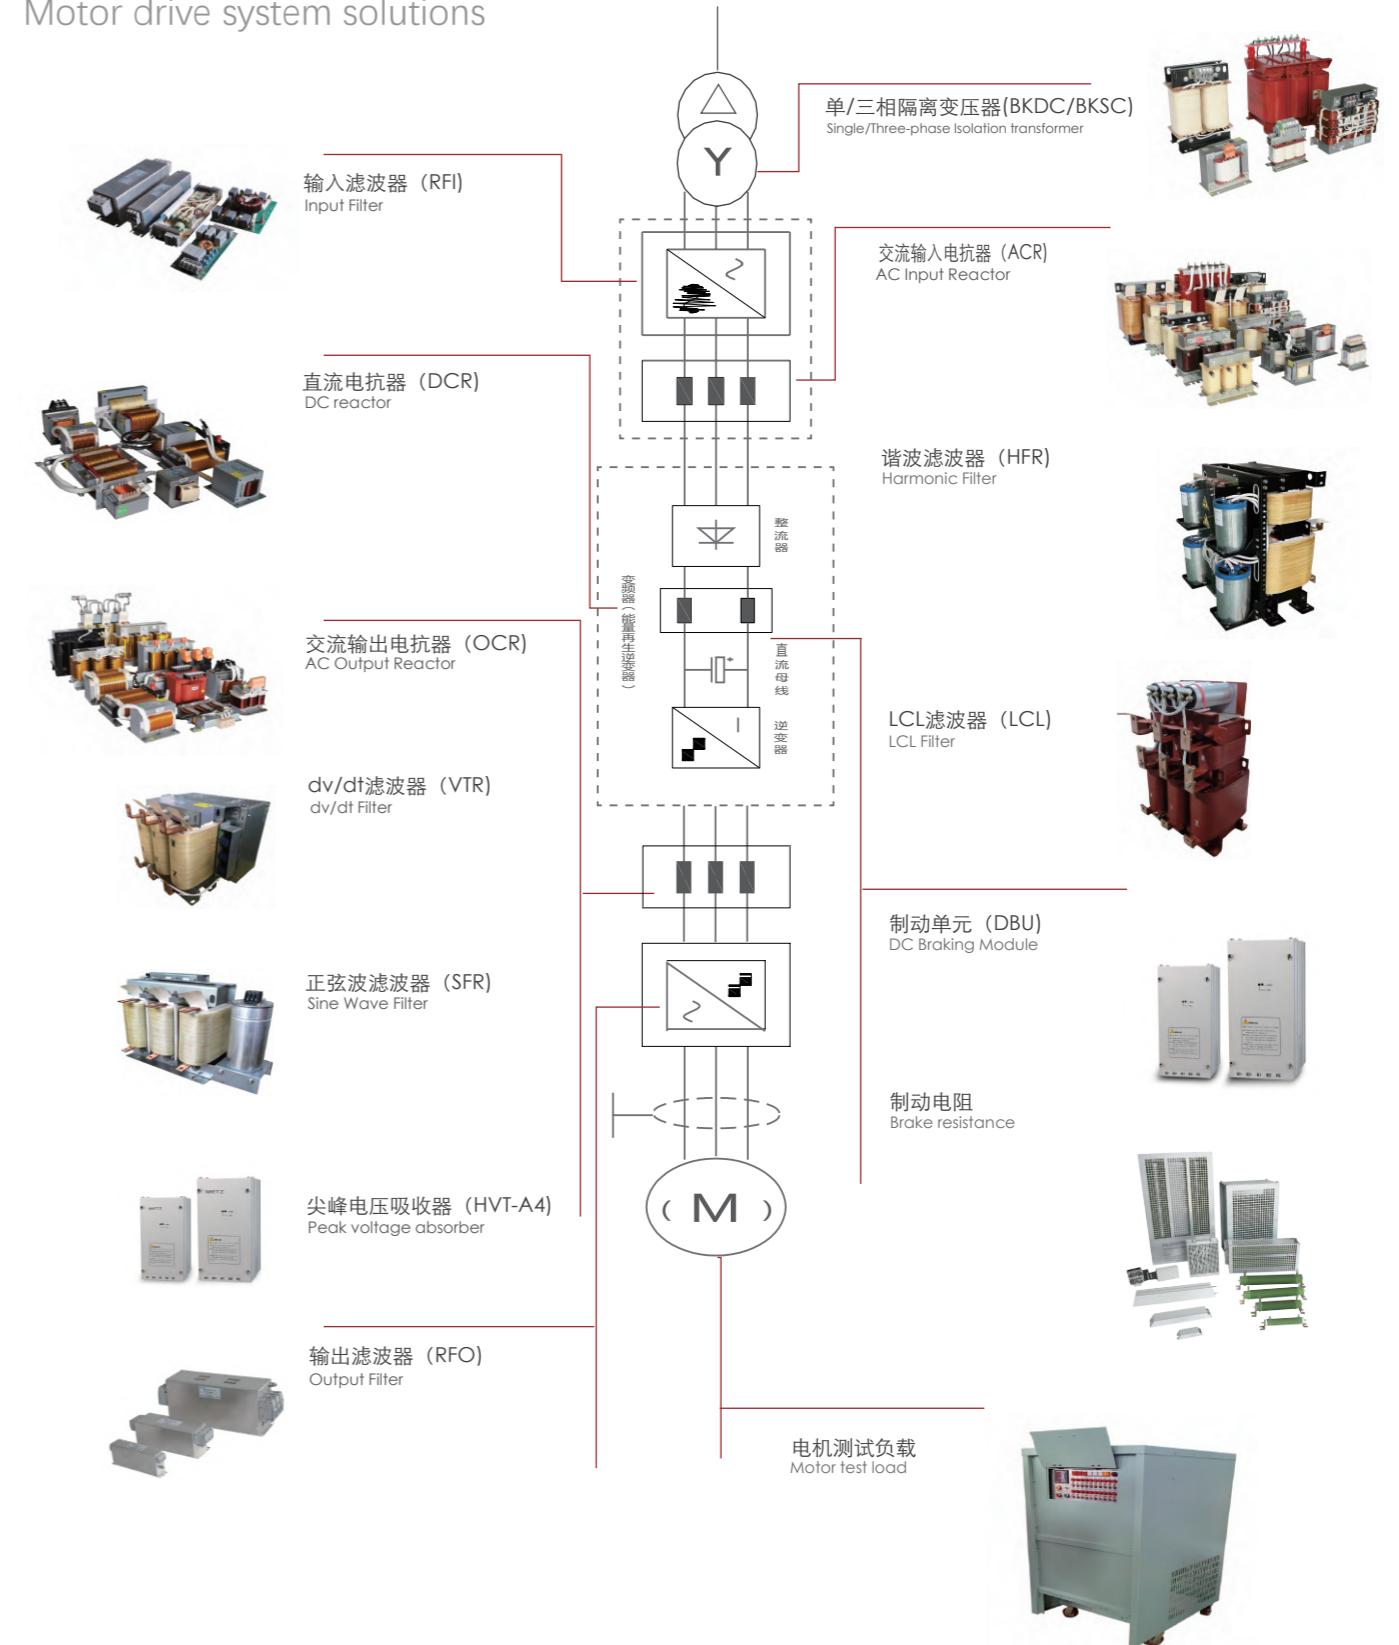 Motor drive system solutions
单/三相隔离变压器(BKDC/BKSC)
Single/Three-phase Isolation transformer
Y
输入滤波器（RFI)
Input Filter
交流输入电抗器（ACR)
AC Input Reactor
直流电抗器（DCR)
DC reactor
谐波滤波器（HFR)
Harmonic Filter
整流器
变频器（能量再生逆变器）
交流输出电抗器（OCR)
AC Output Reactor
直流母线
逆变器
LCL滤波器（LCL)
LCL Filter
dv/dt滤波器（VTR)
dv/dt Filter
制动单元（DBU)
DC Braking Module
正弦波滤波器（SFR)
Sine Wave Filter
制动电阻
Brake resistance
尖峰电压吸收器（HVT-A4)
Peak voltage absorber
( M )
输出滤波器（RFO)
Output Filter
电机测试负载
Motor test load